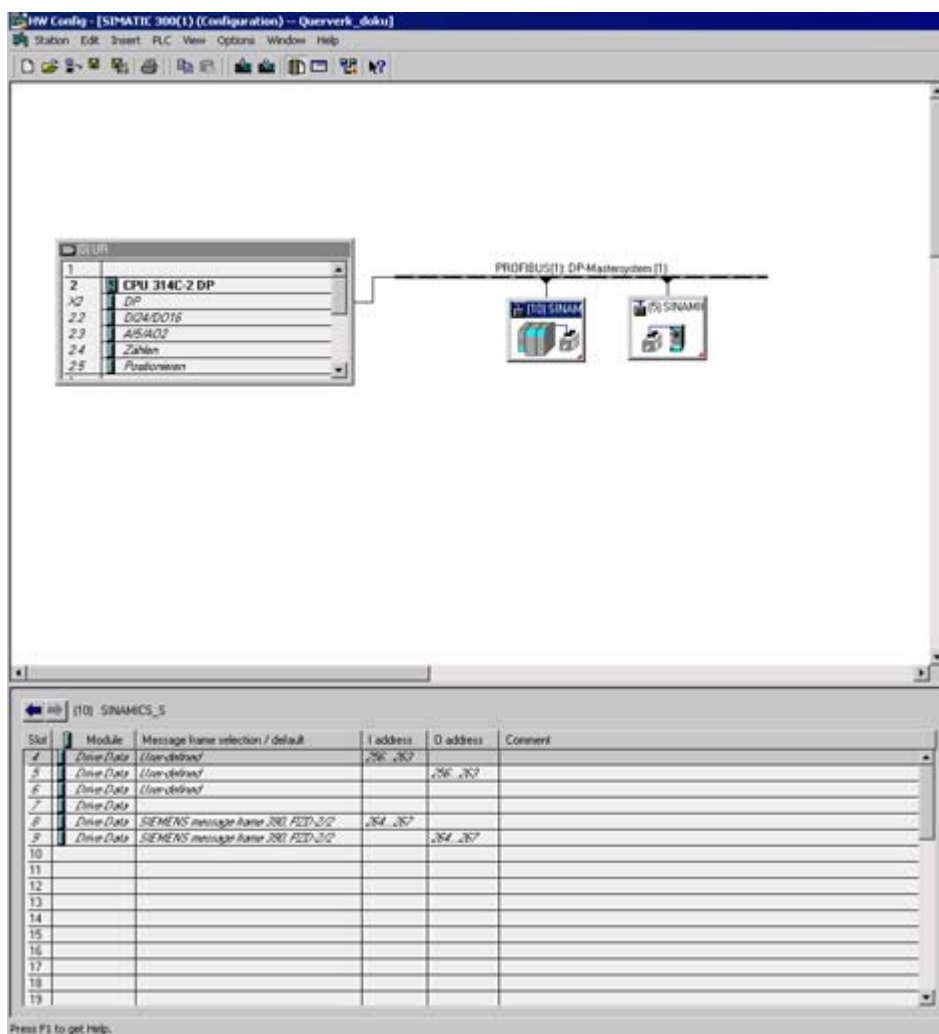 HW Config - [SIMATIC 300(1) (Configuration) -- Querverk_doku]
Station Edit Insert PLC View Options Window Help
(0) UR
1
2 CPU 314C-2 DP
X2 DP
2.2 DI24/DO16
2.3 AI5/AO2
2.4 Zählen
2.5 Positionieren
PROFIBUS(1): DP-Mastersystem (1)
(10) SINAM
(5) SINAMI
(10) SINAMICS_S
Slot Module Message frame selection / default I address Q address Comment
4 Drive Data User-defined 256...263
5 Drive Data User-defined 256...263
6 Drive Data User-defined
7 Drive Data
8 Drive Data SIEMENS message frame 390, PZD-2/2 264...267
9 Drive Data SIEMENS message frame 390, PZD-2/2 264...267
10
11
12
13
14
15
16
17
18
19
Press F1 to get Help.